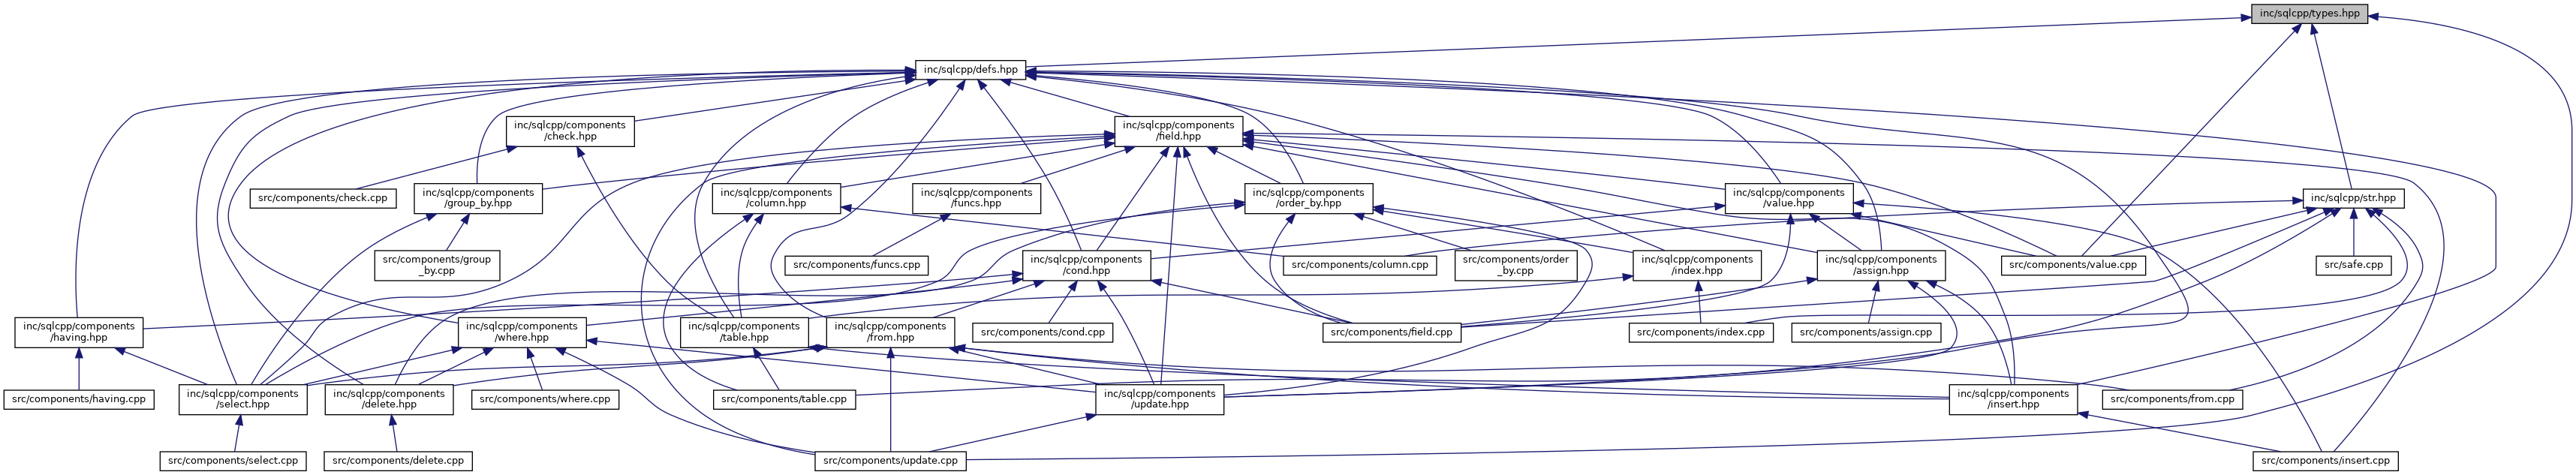 inc/sqlcpp/types.hpp
inc/sqlcpp/defs.hpp
inc/sqlcpp/components
/check.hpp
inc/sqlcpp/components
/field.hpp
src/components/check.cpp
inc/sqlcpp/components
/group_by.hpp
inc/sqlcpp/components
/column.hpp
inc/sqlcpp/components
/funcs.hpp
inc/sqlcpp/components
/order_by.hpp
inc/sqlcpp/components
/value.hpp
inc/sqlcpp/str.hpp
src/components/group
_by.cpp
src/components/funcs.cpp
inc/sqlcpp/components
/cond.hpp
src/components/column.cpp
src/components/order
_by.cpp
inc/sqlcpp/components
/index.hpp
inc/sqlcpp/components
/assign.hpp
src/components/value.cpp
src/safe.cpp
inc/sqlcpp/components
/having.hpp
inc/sqlcpp/components
/where.hpp
inc/sqlcpp/components
/table.hpp
inc/sqlcpp/components
/from.hpp
src/components/cond.cpp
src/components/field.cpp
src/components/index.cpp
src/components/assign.cpp
src/components/having.cpp
inc/sqlcpp/components
/select.hpp
inc/sqlcpp/components
/delete.hpp
src/components/where.cpp
src/components/table.cpp
inc/sqlcpp/components
/update.hpp
inc/sqlcpp/components
/insert.hpp
src/components/from.cpp
src/components/select.cpp
src/components/delete.cpp
src/components/update.cpp
src/components/insert.cpp